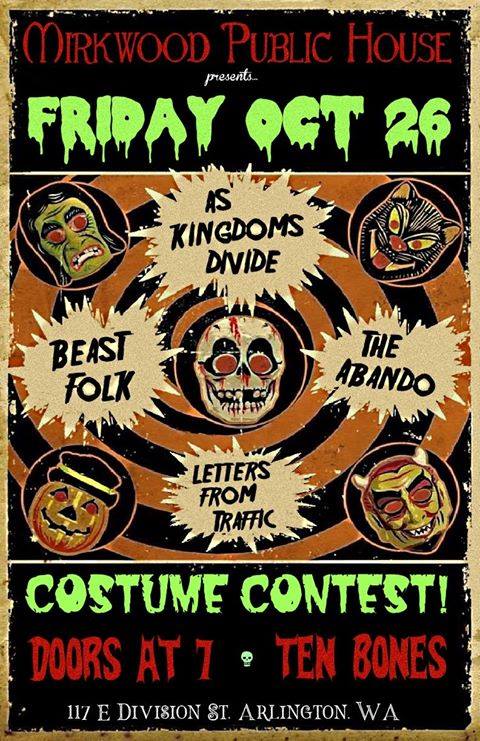 Mirkwood Public House
presents...
FRIDAY OCT 26
AS
KINGDOMS
DIVIDE
BEAST
FOLK
THE
ABANDO
LETTERS
FROM
TRAFFIC
COSTUME CONTEST!
DOORS AT 7 TEN BONES
117 E Division St. Arlington. WA